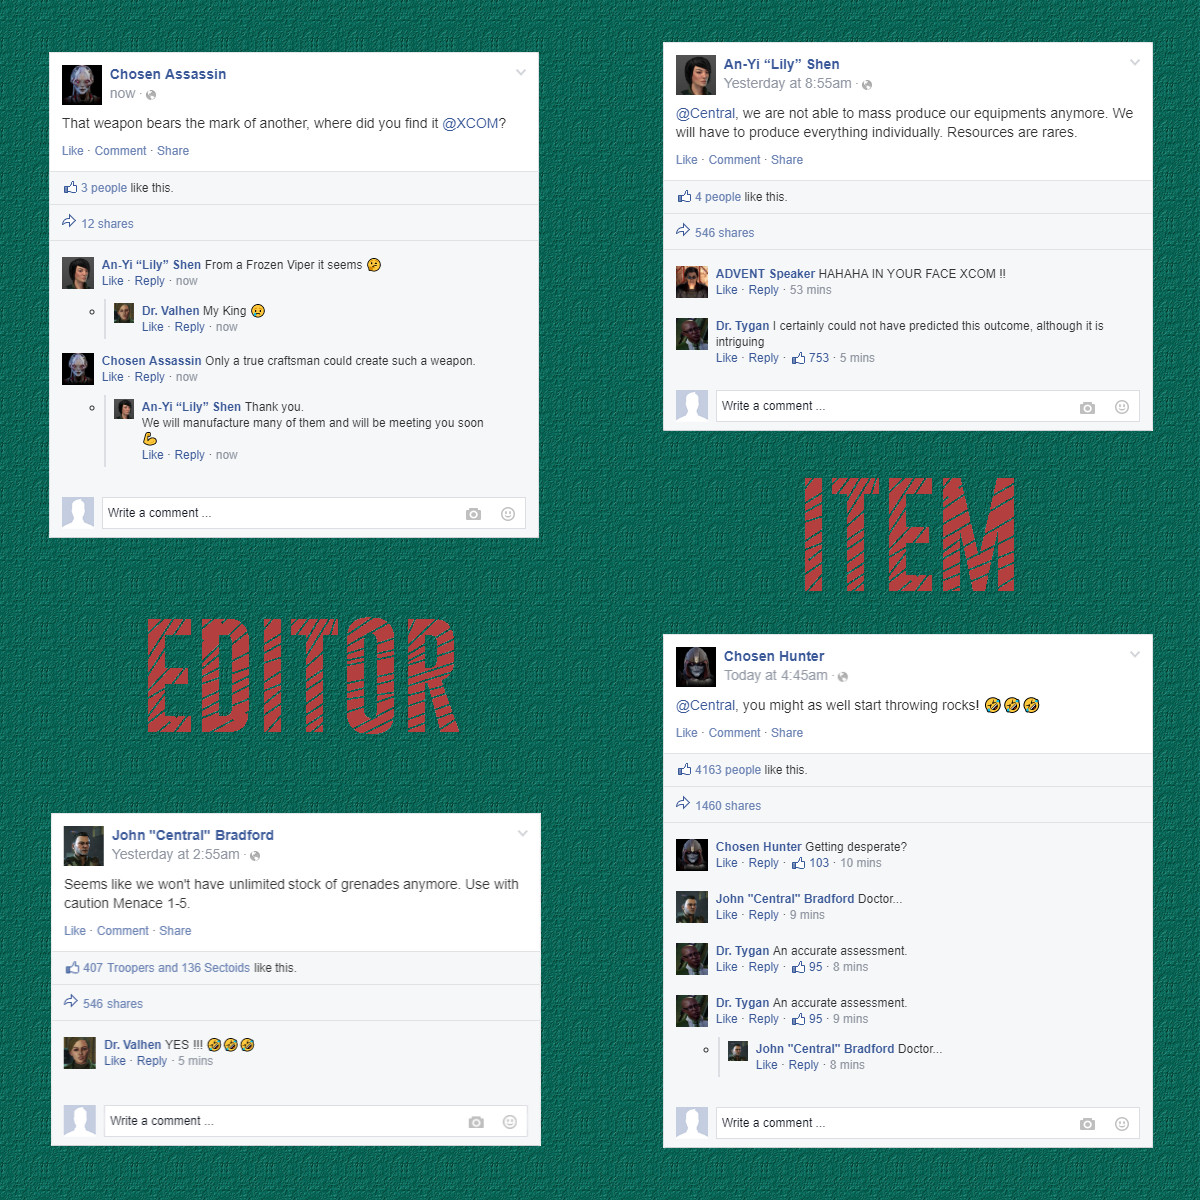 Chosen Assassin
now ·
That weapon bears the mark of another, where did you find it @XCOM?
Like · Comment · Share
3 people like this.
12 shares
An-Yi “Lily” Shen From a Frozen Viper it seems 😕
Like · Reply · now
Dr. Valhen My King 😢
Like · Reply · now
Chosen Assassin Only a true craftsman could create such a weapon.
Like · Reply · now
An-Yi “Lily” Shen Thank you.
We will manufacture many of them and will be meeting you soon
💪
Like · Reply · now
Write a comment ...
An-Yi “Lily” Shen
Yesterday at 8:55am ·
@Central, we are not able to mass produce our equipments anymore. We
will have to produce everything individually. Resources are rares.
Like · Comment · Share
4 people like this.
546 shares
ADVENT Speaker HAHAHA IN YOUR FACE XCOM !!
Like · Reply · 53 mins
Dr. Tygan I certainly could not have predicted this outcome, although it is
intriguing
Like · Reply · 753 · 5 mins
Write a comment ...
ITEM
EDITOR
John "Central" Bradford
Yesterday at 2:55am ·
Seems like we won't have unlimited stock of grenades anymore. Use with
caution Menace 1-5.
Like · Comment · Share
407 Troopers and 136 Sectoids like this.
546 shares
Dr. Valhen YES !!! 🤣🤣🤣
Like · Reply · 5 mins
Write a comment ...
Chosen Hunter
Today at 4:45am ·
@Central, you might as well start throwing rocks! 🤣🤣🤣
Like · Comment · Share
4163 people like this.
1460 shares
Chosen Hunter Getting desperate?
Like · Reply · 103 · 10 mins
John "Central" Bradford Doctor...
Like · Reply · 9 mins
Dr. Tygan An accurate assessment.
Like · Reply · 95 · 8 mins
Dr. Tygan An accurate assessment.
Like · Reply · 95 · 9 mins
John "Central" Bradford Doctor...
Like · Reply · 8 mins
Write a comment ...